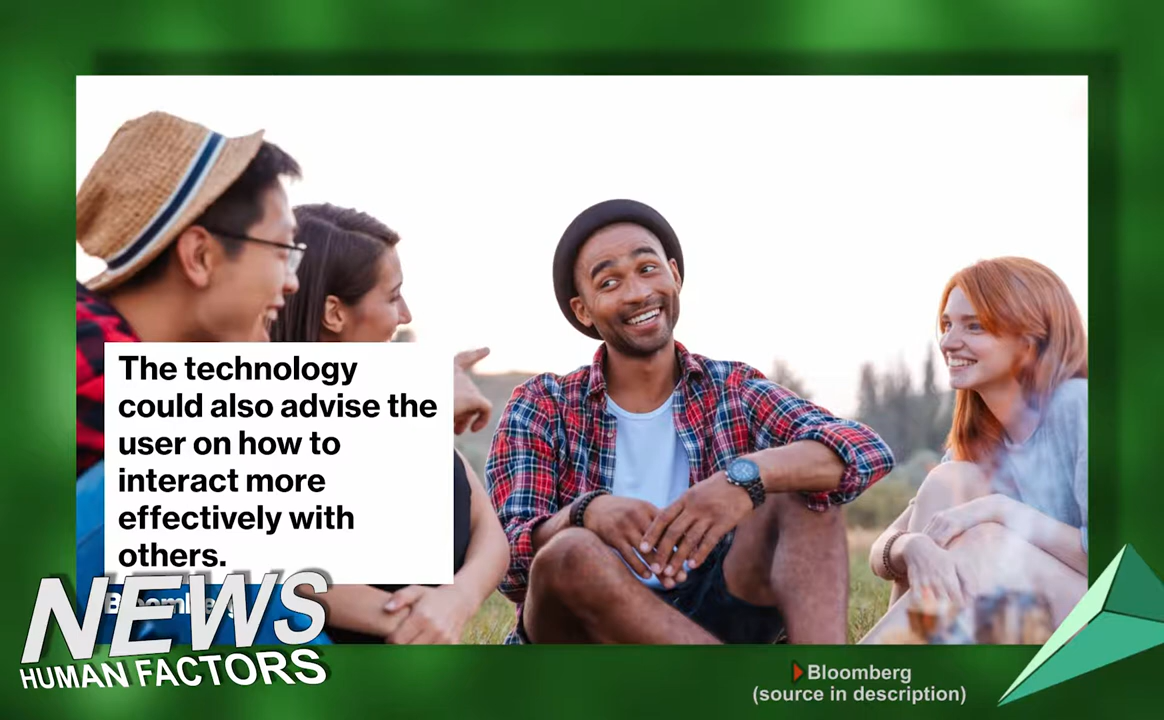 The technology
could also advise the
user on how to
interact more
effectively with
others.
Bloomberg
NEWS
HUMAN FACTORS
Bloomberg
(source in description)